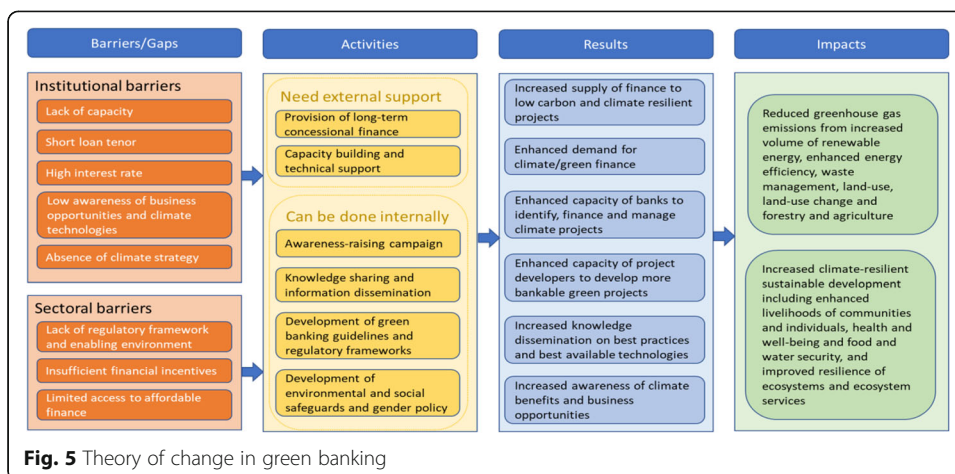 Barriers/Gaps
Institutional barriers
Lack of capacity
Short loan tenor
High interest rate
Low awareness of business
opportunities and climate
technologies
Absence of climate strategy
Sectoral barriers
Lack of regulatory framework
and enabling environment
Insufficient financial incentives
Limited access to affordable
finance
Activities
Need external support
Provision of long-term
concessional finance
Capacity building and
technical support
Can be done internally
Awareness-raising campaign
Knowledge sharing and
information dissemination
Development of green
banking guidelines and
regulatory frameworks
Development of
environmental and social
safeguards and gender policy
Results
Increased supply of finance to
low carbon and climate resilient
projects
Enhanced demand for
climate/green finance
Enhanced capacity of banks to
identify, finance and manage
climate projects
Enhanced capacity of project
developers to develop more
bankable green projects
Increased knowledge
dissemination on best practices
and best available technologies
Increased awareness of climate
benefits and business
opportunities
Impacts
Reduced greenhouse gas
emissions from increased
volume of renewable
energy, enhanced energy
efficiency, waste
management, land-use,
land-use change and
forestry and agriculture
Increased climate-resilient
sustainable development
including enhanced
livelihoods of communities
and individuals, health and
well-being and food and
water security, and
improved resilience of
ecosystems and ecosystem
services
Fig. 5 Theory of change in green banking